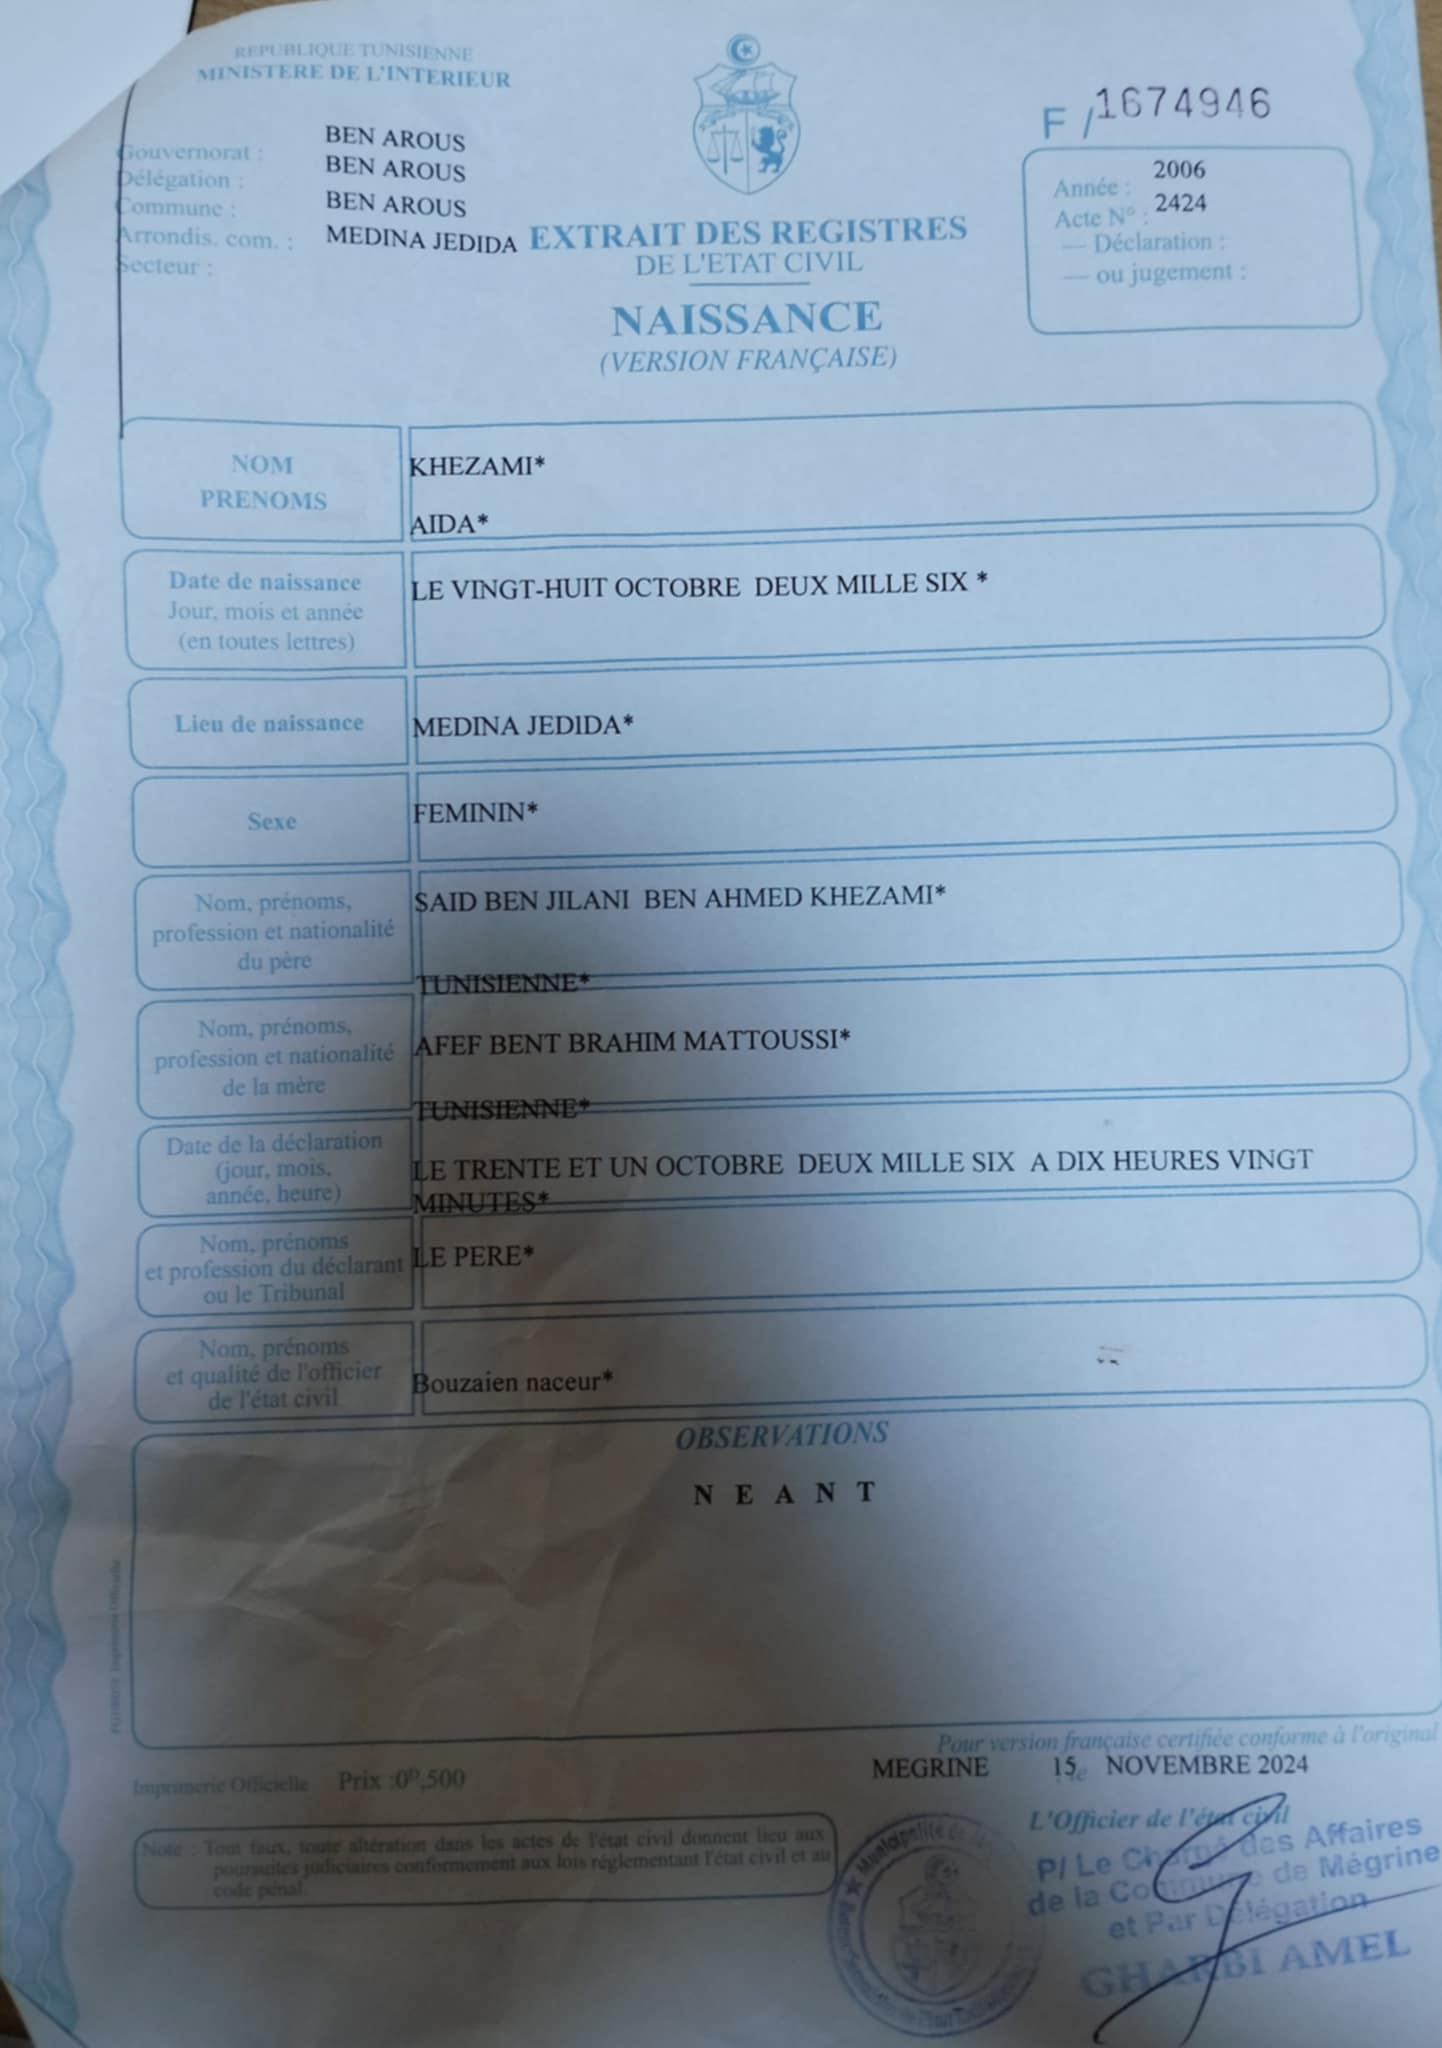 REPUBLIQUE TUNISIENNE
MINISTERE DE L'INTERIEUR
F / 1674946
Gouvernorat : BEN AROUS
Délégation : BEN AROUS
Commune : BEN AROUS
Arrondis. com. : MEDINA JEDIDA
Secteur :
Année : 2006
Acte N° : 2424
— Déclaration :
— ou jugement :
EXTRAIT DES REGISTRES
DE L'ETAT CIVIL
NAISSANCE
(VERSION FRANÇAISE)
NOM
PRENOMS
KHEZAMI*
AIDA*
Date de naissance
Jour, mois et année
(en toutes lettres)
LE VINGT-HUIT OCTOBRE DEUX MILLE SIX *
Lieu de naissance
MEDINA JEDIDA*
Sexe
FEMININ*
Nom, prénoms,
profession et nationalité
du père
SAID BEN JILANI BEN AHMED KHEZAMI*
TUNISIENNE*
Nom, prénoms,
profession et nationalité
de la mère
AFEF BENT BRAHIM MATTOUSSI*
TUNISIENNE*
Date de la déclaration
(jour, mois,
année, heure)
LE TRENTE ET UN OCTOBRE DEUX MILLE SIX A DIX HEURES VINGT
MINUTES*
Nom, prénoms
et profession du déclarant
ou le Tribunal
LE PERE*
Nom, prénoms
et qualité de l'officier
de l'état civil
Bouzaien naceur*
OBSERVATIONS
N E A N T
Pour version française certifiée conforme à l'original
MEGRINE 15 NOVEMBRE 2024
Imprimerie Officielle Prix :0ᴰ,500
L'Officier de l'état civil
Note : Tout faux, toute altération dans les actes de l'état civil donnent lieu aux
poursuites judiciaires conformement aux lois réglementant l'état civil et au
code pénal.
P/ Le Chargé des Affaires
de la Commune de Mégrine
et Par Délégation
GHARBI AMEL
Municipalité de